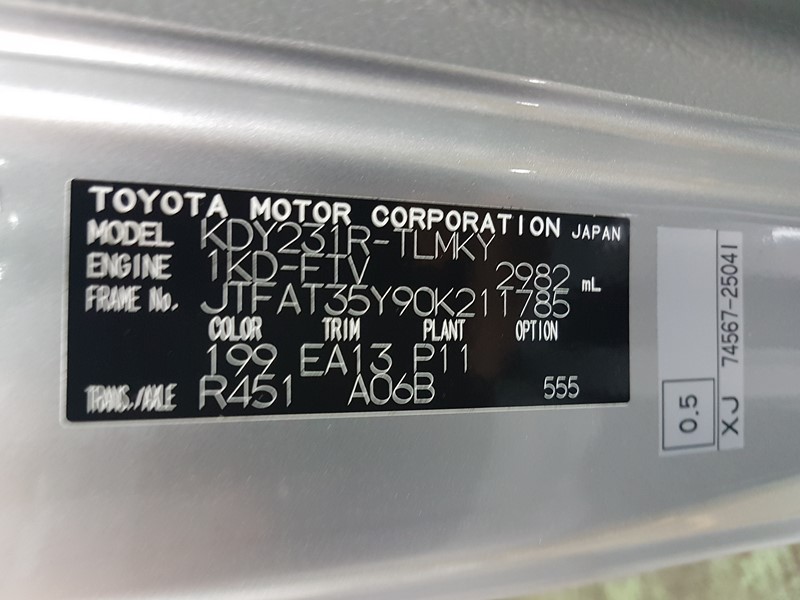 TOYOTA MOTOR CORPORATION JAPAN
MODEL KDY231R-TLMKY
ENGINE 1KD-FTV 2982 mL
FRAME No. JTFAT35Y90K211785
COLOR TRIM PLANT OPTION
199 EA13 P11
TRANS./AXLE R451 A06B 555
0.5
XJ 74567-25041